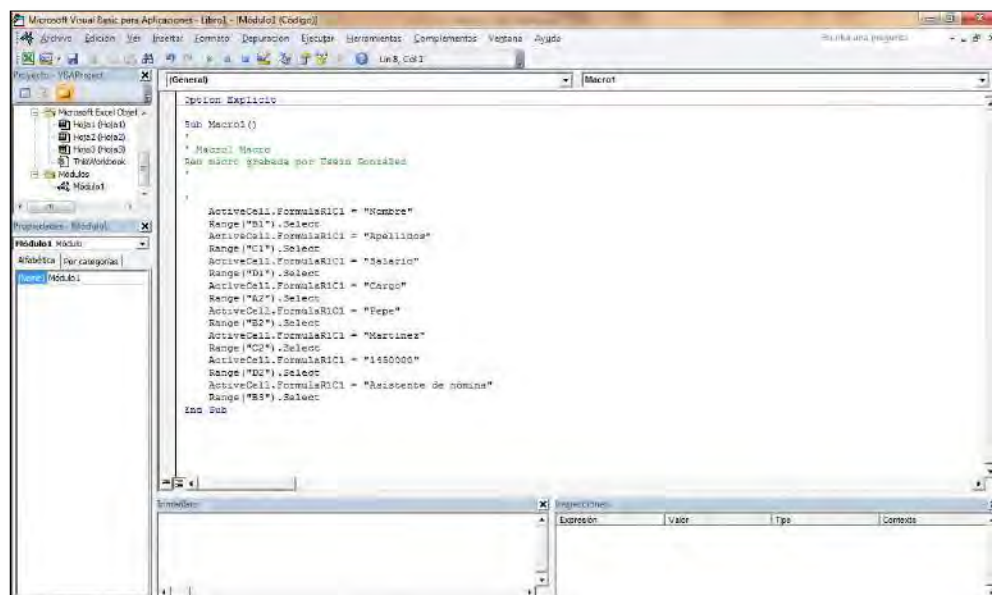 Microsoft Visual Basic para Aplicaciones - Libro1 - [Módulo1 (Código)]
Archivo Edición Ver Insertar Formato Depuración Ejecutar Herramientas Complementos Ventana Ayuda
Lín 3, Col 1
Proyecto - VBAProject
(General)
Macro1
Microsoft Excel Objet
Hoja1 (Hoja1)
Hoja2 (Hoja2)
Hoja3 (Hoja3)
ThisWorkbook
Módulos
Módulo1
Propiedades - Módulo1
Módulo1 Módulo
Alfabética Por categorías
(Name) Módulo1
Option Explicit
Sub Macro1()
'
' Macro1 Macro
macro grabada por González
'
'
ActiveCell.FormulaR1C1 = "Nombre"
Range("B1").Select
ActiveCell.FormulaR1C1 = "Apellidos"
Range("C1").Select
ActiveCell.FormulaR1C1 = "Salario"
Range("D1").Select
ActiveCell.FormulaR1C1 = "Cargo"
Range("A2").Select
ActiveCell.FormulaR1C1 = "Pepe"
Range("B2").Select
ActiveCell.FormulaR1C1 = "Martinez"
Range("C2").Select
ActiveCell.FormulaR1C1 = "1450000"
Range("D2").Select
ActiveCell.FormulaR1C1 = "Asistente de nómina"
Range("B3").Select
End Sub
Inmediato
Inspecciones
Expresión Valor Tipo Contexto